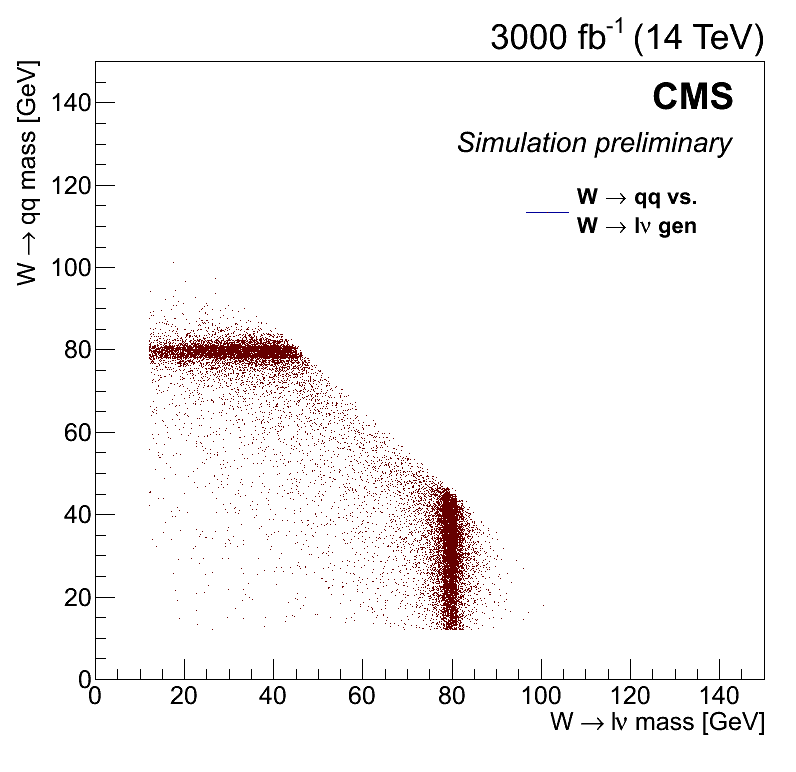 3000 fb-1 (14 TeV)
CMS
Simulation preliminary
W → qq vs.
W → lν gen
W → qq mass [GeV]
140
120
100
80
60
40
20
0
0 20 40 60 80 100 120 140
W → lν mass [GeV]